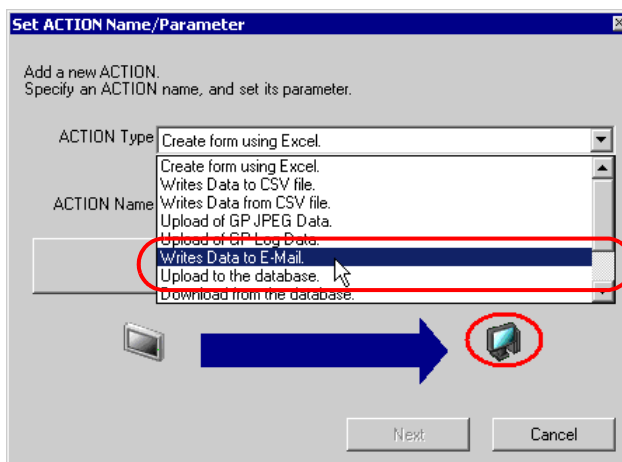 Set ACTION Name/Parameter
Add a new ACTION.
Specify an ACTION name, and set its parameter.
ACTION Type
Create form using Excel.
Create form using Excel.
Writes Data to CSV file.
Writes Data from CSV file.
ACTION Name
Upload of GP JPEG Data.
Upload of GP Log Data.
Writes Data to E-Mail.
Upload to the database.
Download from the database.
Next
Cancel